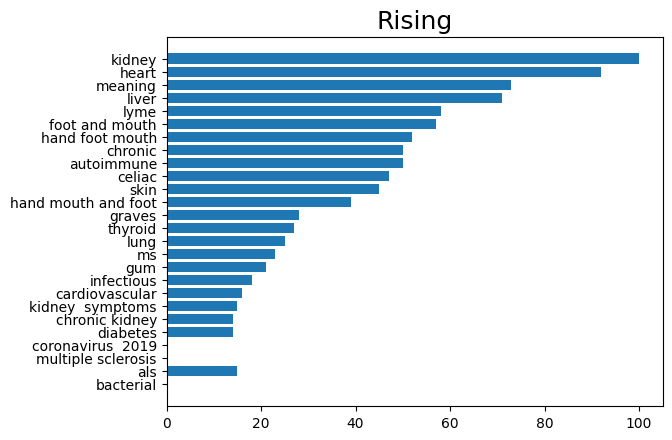 Rising
kidney
heart
meaning
liver
lyme
foot and mouth
hand foot mouth
chronic
autoimmune
celiac
skin
hand mouth and foot
graves
thyroid
lung
ms
gum
infectious
cardiovascular
kidney  symptoms
chronic kidney
diabetes
coronavirus  2019
multiple sclerosis
als
bacterial
0 20 40 60 80 100